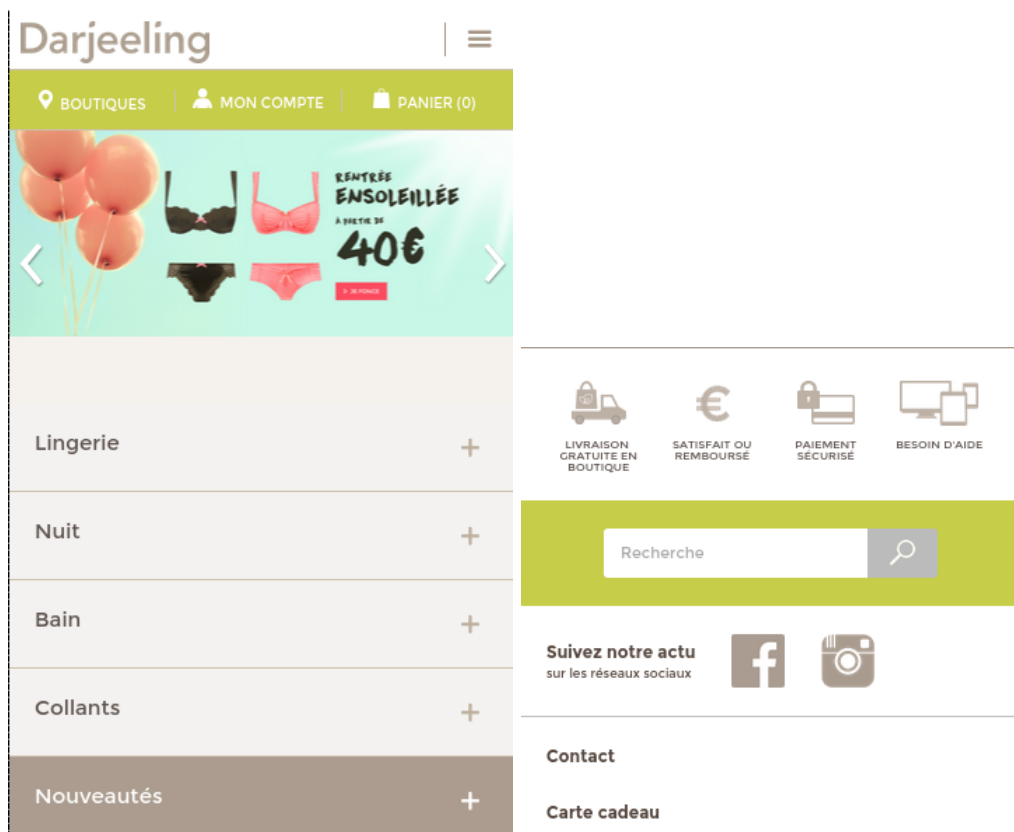 Darjeeling
BOUTIQUES
MON COMPTE
PANIER (0)
RENTRÉE
ENSOLEILLÉE
À PARTIR DE
40€
> JE FONCE
Lingerie
Nuit
Bain
Collants
Nouveautés
LIVRAISON
GRATUITE EN
BOUTIQUE
SATISFAIT OU
REMBOURSÉ
PAIEMENT
SÉCURISÉ
BESOIN D'AIDE
Recherche
Suivez notre actu
sur les réseaux sociaux
Contact
Carte cadeau